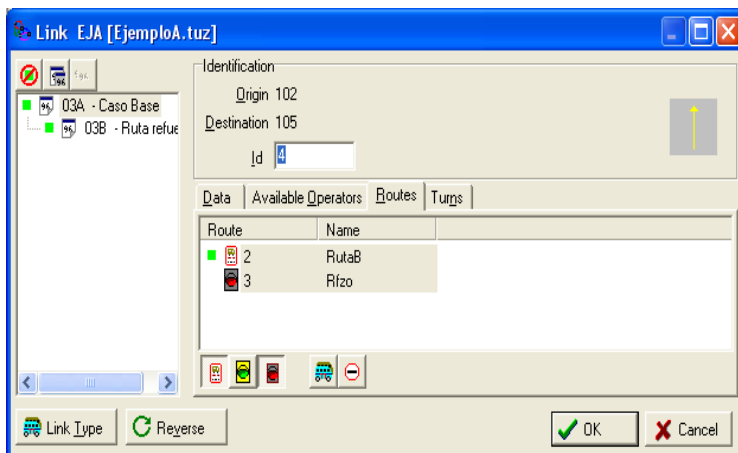 Link EJA [EjemploA.tuz]
03A - Caso Base
03B - Ruta refue
Identification
Origin 102
Destination 105
Id 4
Data Available Operators Routes Turns
Route Name
2 RutaB
3 Rfzo
Link Type
Reverse
OK
Cancel